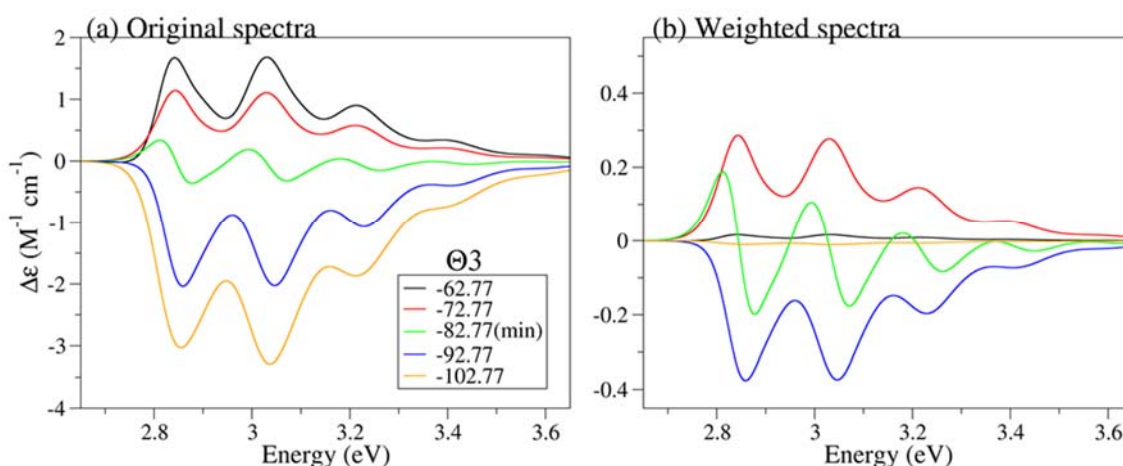 (a) Original spectra
(b) Weighted spectra
2
1
0
-1
-2
-3
-4
Δε (M⁻¹ cm⁻¹)
Θ3
-62.77
-72.77
-82.77(min)
-92.77
-102.77
2.8 3 3.2 3.4 3.6
Energy (eV)
0.4
0.2
0
-0.2
-0.4
2.8 3 3.2 3.4 3.6
Energy (eV)